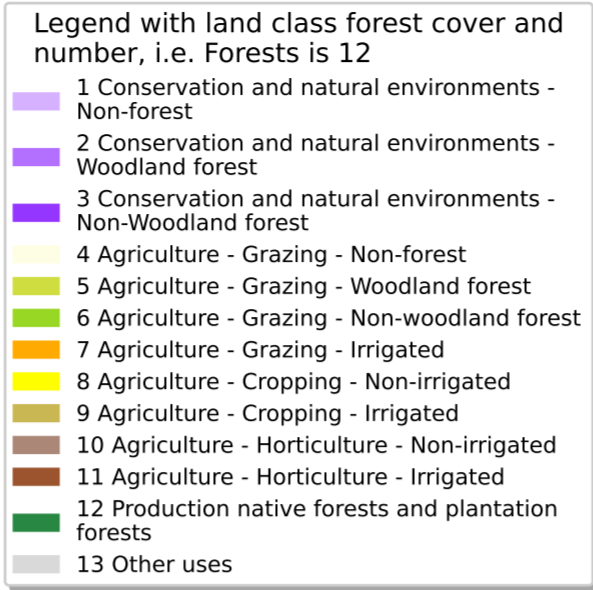 Legend with land class forest cover and
number, i.e. Forests is 12
1 Conservation and natural environments -
Non-forest
2 Conservation and natural environments -
Woodland forest
3 Conservation and natural environments -
Non-Woodland forest
4 Agriculture - Grazing - Non-forest
5 Agriculture - Grazing - Woodland forest
6 Agriculture - Grazing - Non-woodland forest
7 Agriculture - Grazing - Irrigated
8 Agriculture - Cropping - Non-irrigated
9 Agriculture - Cropping - Irrigated
10 Agriculture - Horticulture - Non-irrigated
11 Agriculture - Horticulture - Irrigated
12 Production native forests and plantation
forests
13 Other uses